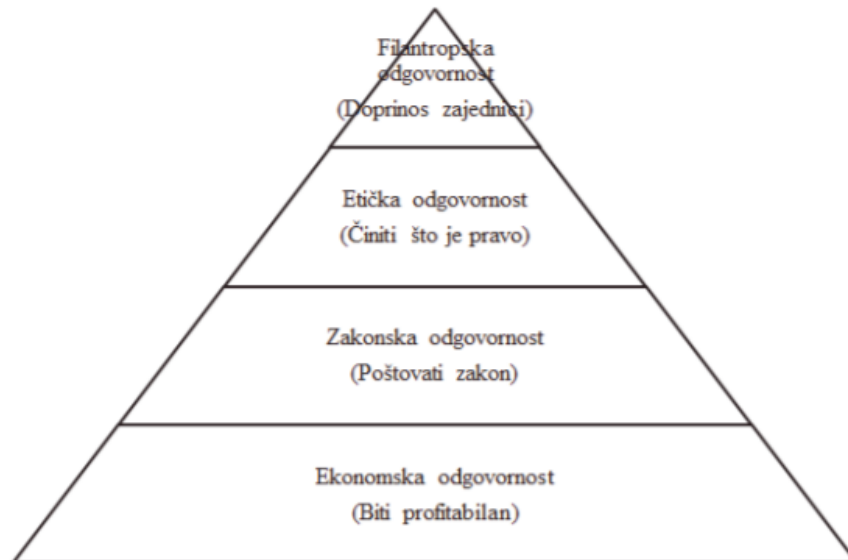 Filantropska
odgovornost
(Doprinos zajednici)
Etička odgovornost
(Činiti što je pravo)
Zakonska odgovornost
(Poštovati zakon)
Ekonomska odgovornost
(Biti profitabilan)